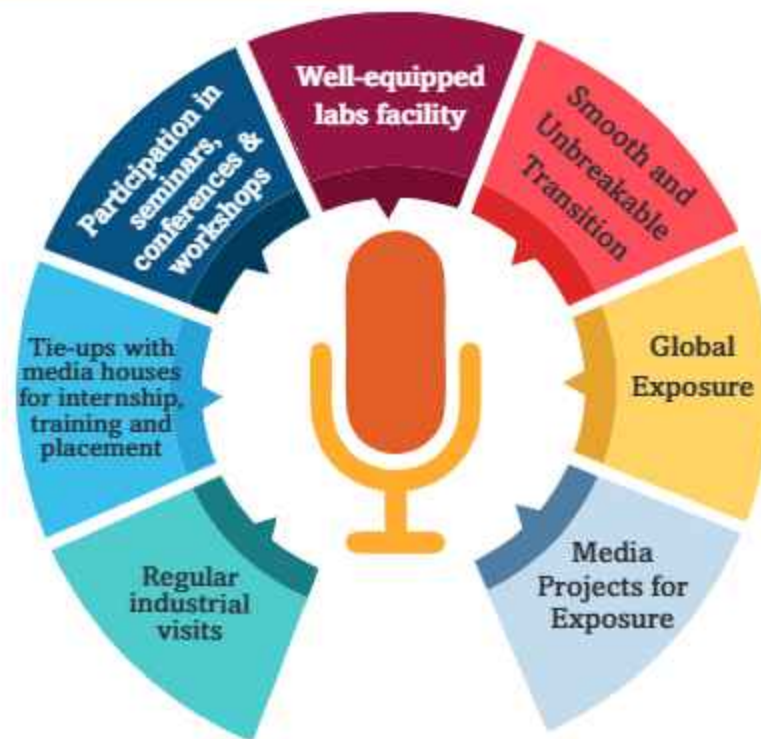 Regular
industrial
visits
Tie-ups with
media houses
for internship,
training and
placement
Participation in
seminars,
conferences &
workshops
Well-equipped
labs facility
Smooth and
Unbreakable
Transition
Global
Exposure
Media
Projects for
Exposure